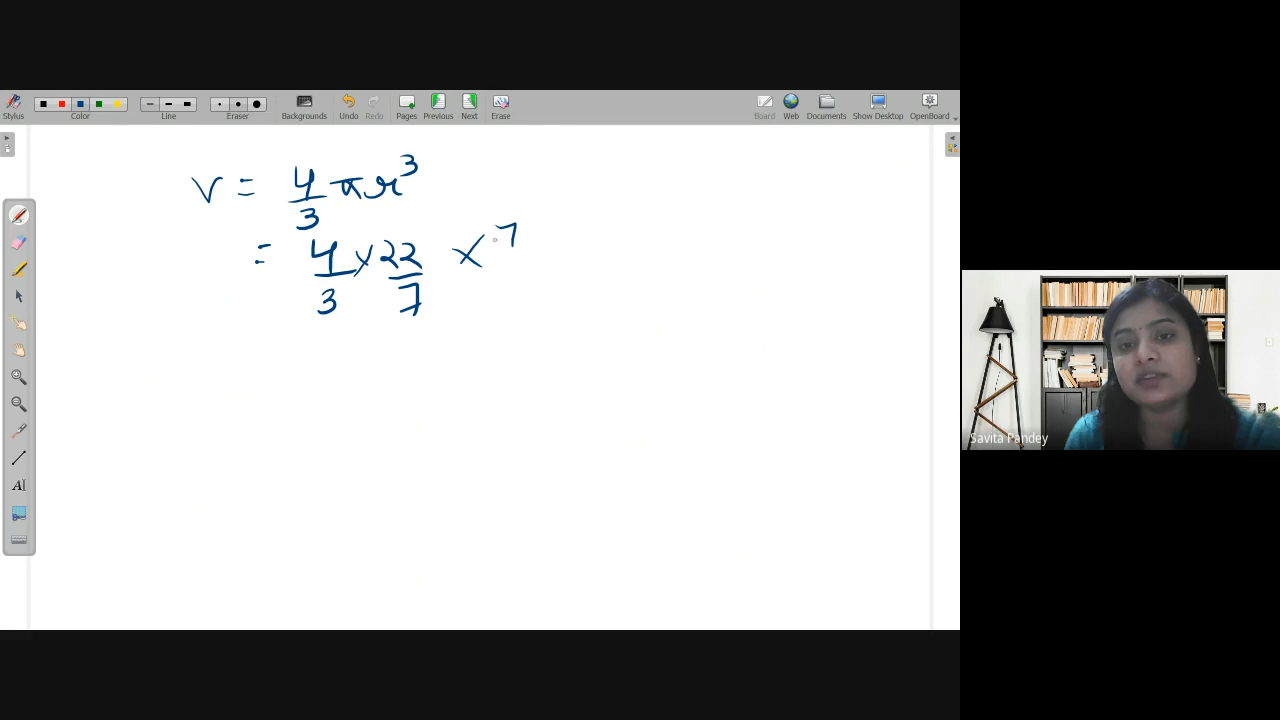 Stylus
Color
Line
Eraser
Backgrounds
Undo
Redo
Pages
Previous
Next
Erase
Board
Web
Documents
Show Desktop
OpenBoard
V = 4/3 πr³
= 4/3 × 22/7 × 7
Savita Pandey